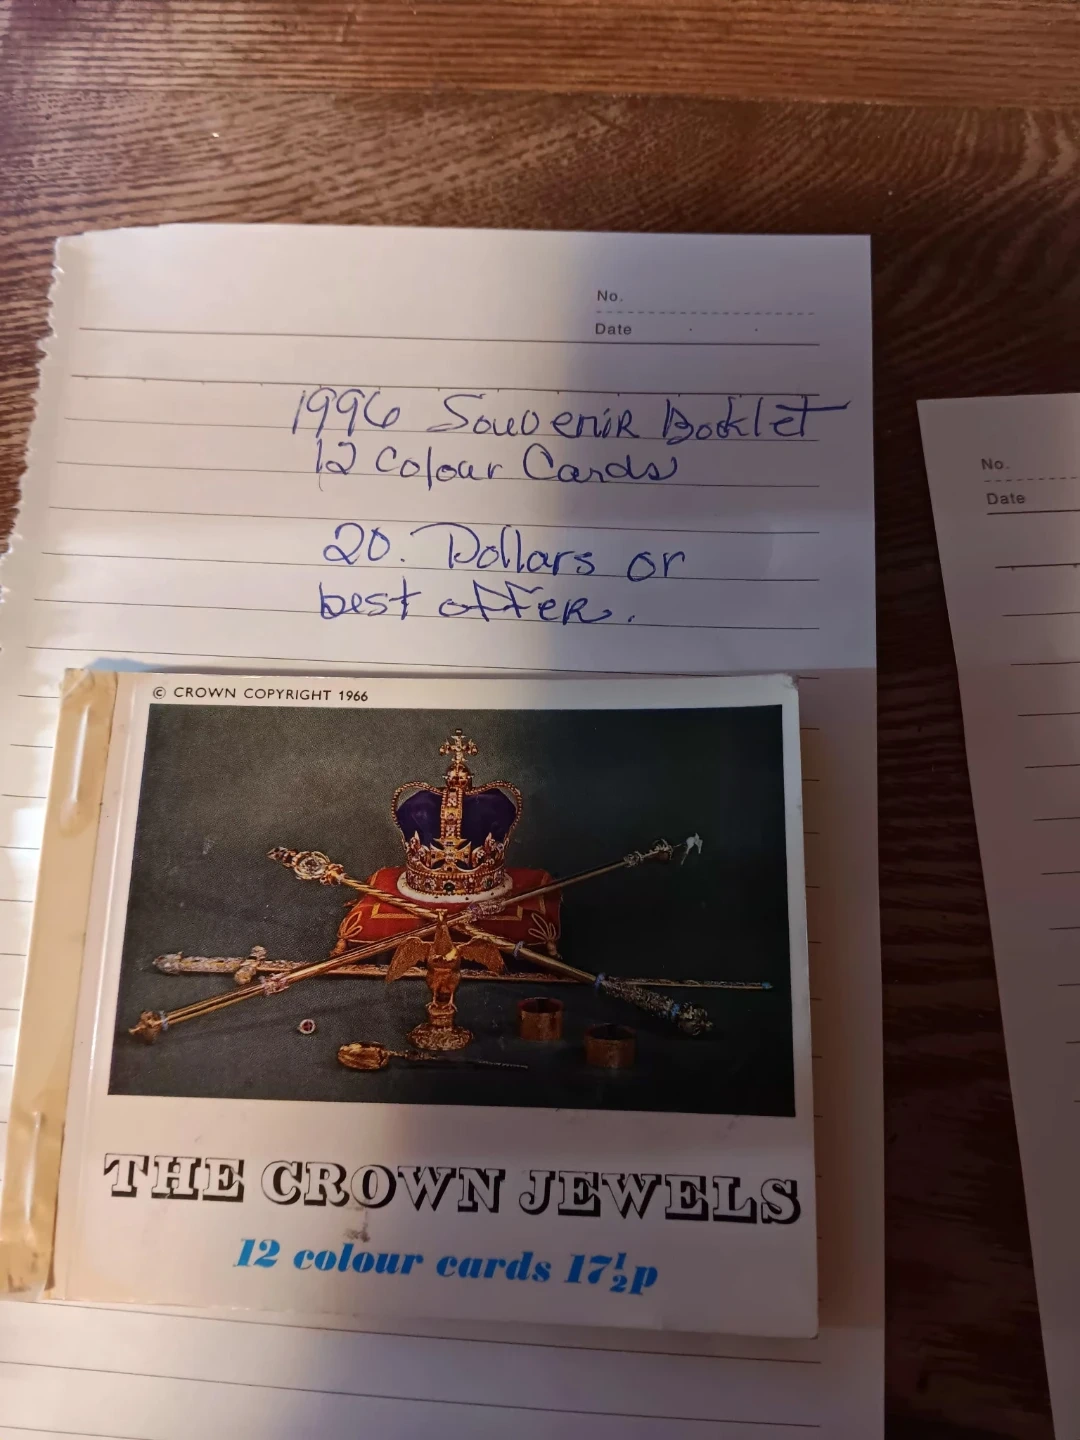 No.
Date
1996 Souvenir Booklet
12 Colour Cards
20. Dollars or
best offer.
No.
Date
© CROWN COPYRIGHT 1966
THE CROWN JEWELS
12 colour cards 17½p